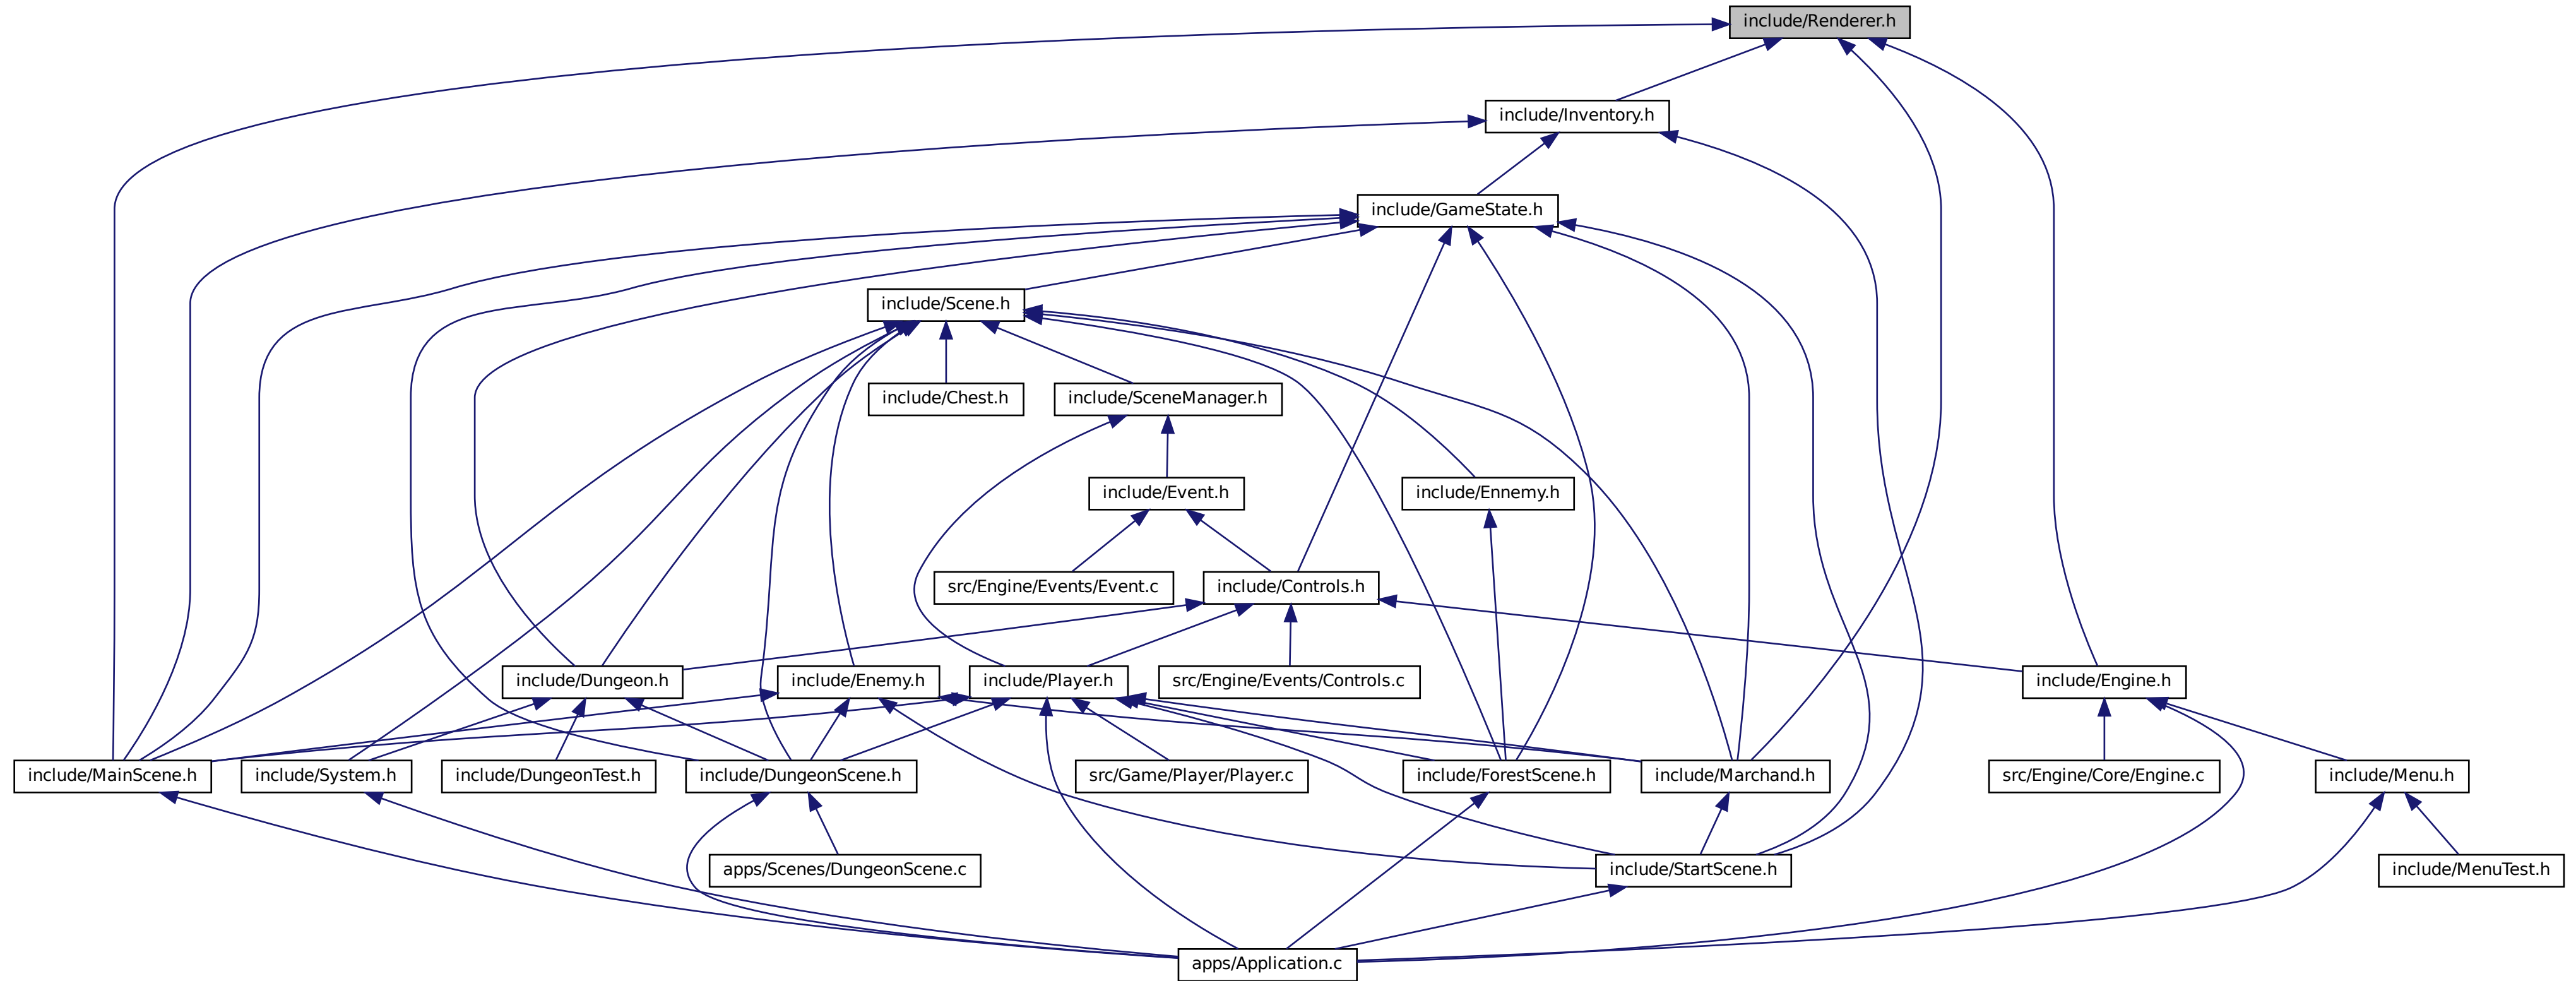 include/Renderer.h
include/Inventory.h
include/GameState.h
include/Scene.h
include/Chest.h
include/SceneManager.h
include/Event.h
include/Ennemy.h
src/Engine/Events/Event.c
include/Controls.h
include/Dungeon.h
include/Enemy.h
include/Player.h
src/Engine/Events/Controls.c
include/Engine.h
include/MainScene.h
include/System.h
include/DungeonTest.h
include/DungeonScene.h
src/Game/Player/Player.c
include/ForestScene.h
include/Marchand.h
src/Engine/Core/Engine.c
include/Menu.h
apps/Scenes/DungeonScene.c
include/StartScene.h
include/MenuTest.h
apps/Application.c